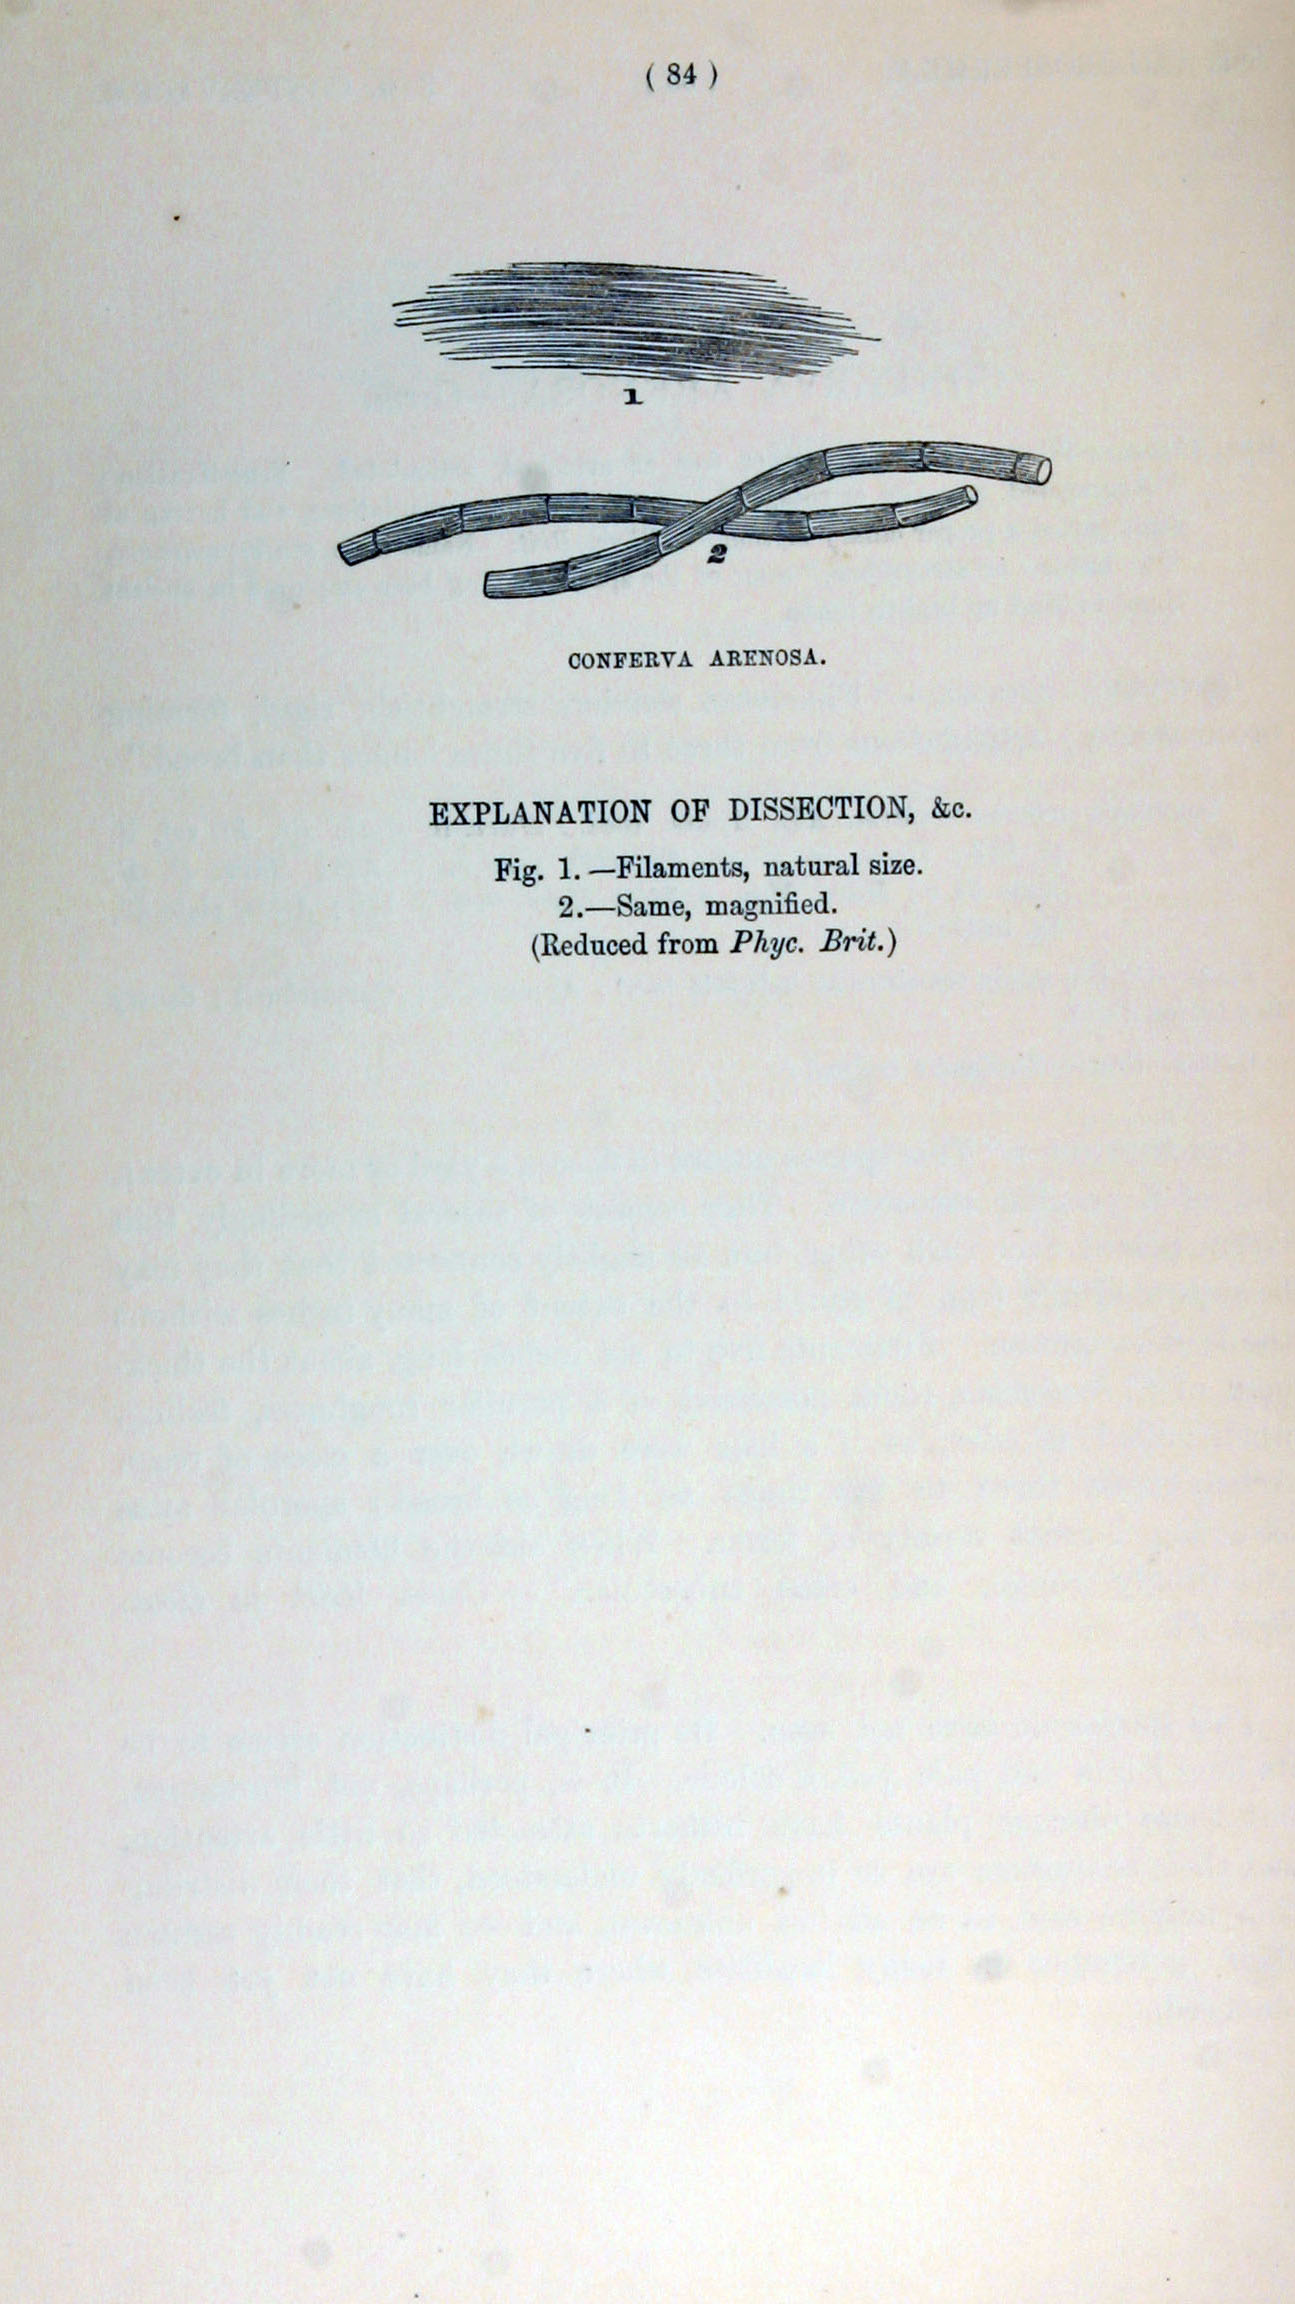 ( 84 )
1
2
CONFERVA ARENOSA.
EXPLANATION OF DISSECTION, &c.
Fig. 1.—Filaments, natural size.
2.—Same, magnified.
(Reduced from Phyc. Brit.)